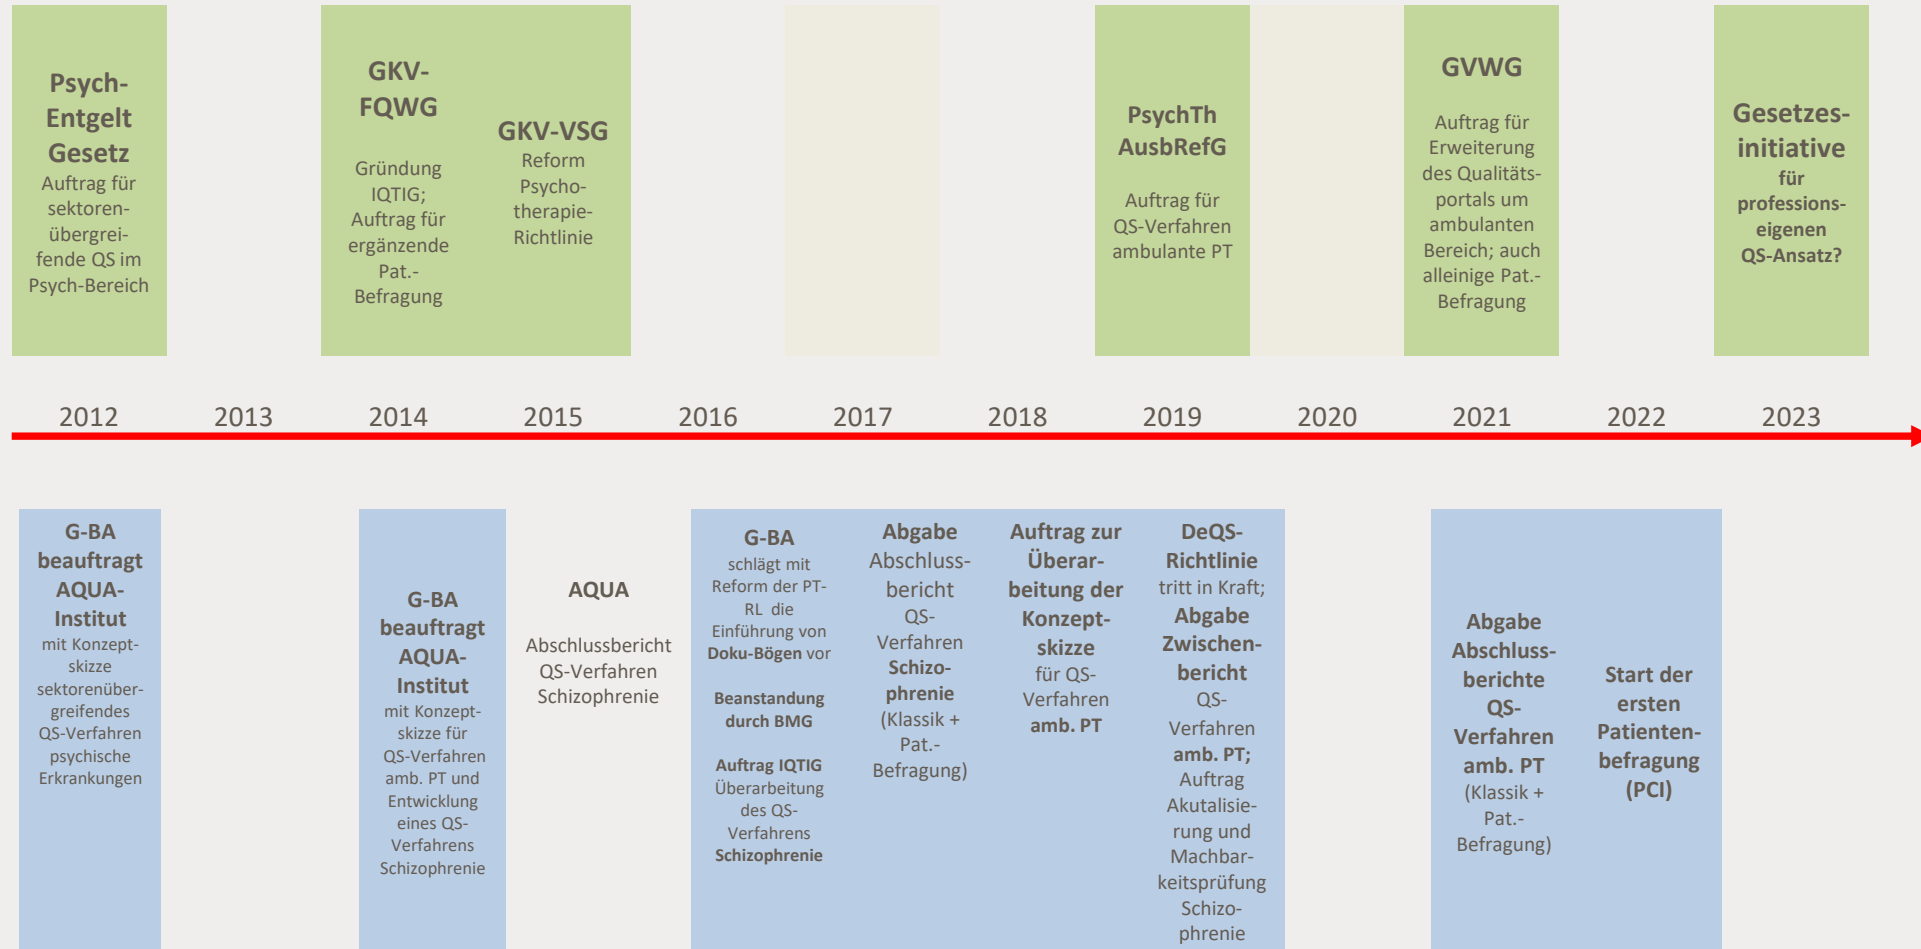 Psych-
Entgelt
Gesetz
Auftrag für
sektoren-
übergrei-
fende QS im
Psych-Bereich
GKV-
FQWG
Gründung
IQTIG;
Auftrag für
ergänzende
Pat.-
Befragung
GKV-VSG
Reform
Psycho-
therapie-
Richtlinie
PsychTh
AusbRefG
Auftrag für
QS-Verfahren
ambulante PT
GVWG
Auftrag für
Erweiterung
des Qualitäts-
portals um
ambulanten
Bereich; auch
alleinige Pat.-
Befragung
Gesetzes-
initiative
für
professions-
eigenen
QS-Ansatz?
2012 2013 2014 2015 2016 2017 2018 2019 2020 2021 2022 2023
G-BA
beauftragt
AQUA-
Institut
mit Konzept-
skizze
sektorenüber-
greifendes
QS-Verfahren
psychische
Erkrankungen
G-BA
beauftragt
AQUA-
Institut
mit Konzept-
skizze für
QS-Verfahren
amb. PT und
Entwicklung
eines QS-
Verfahrens
Schizophrenie
AQUA
Abschlussbericht
QS-Verfahren
Schizophrenie
G-BA
schlägt mit
Reform der PT-
RL die
Einführung von
Doku-Bögen vor
Beanstandung
durch BMG
Auftrag IQTIG
Überarbeitung
des QS-
Verfahrens
Schizophrenie
Abgabe
Abschluss-
bericht
QS-
Verfahren
Schizo-
phrenie
(Klassik +
Pat.-
Befragung)
Auftrag zur
Überar-
beitung der
Konzept-
skizze
für QS-
Verfahren
amb. PT
DeQS-
Richtlinie
tritt in Kraft;
Abgabe
Zwischen-
bericht
QS-
Verfahren
amb. PT;
Auftrag
Akutalisie-
rung und
Machbar-
keitsprüfung
Schizo-
phrenie
Abgabe
Abschluss-
berichte
QS-
Verfahren
amb. PT
(Klassik +
Pat.-
Befragung)
Start der
ersten
Patienten-
befragung
(PCI)